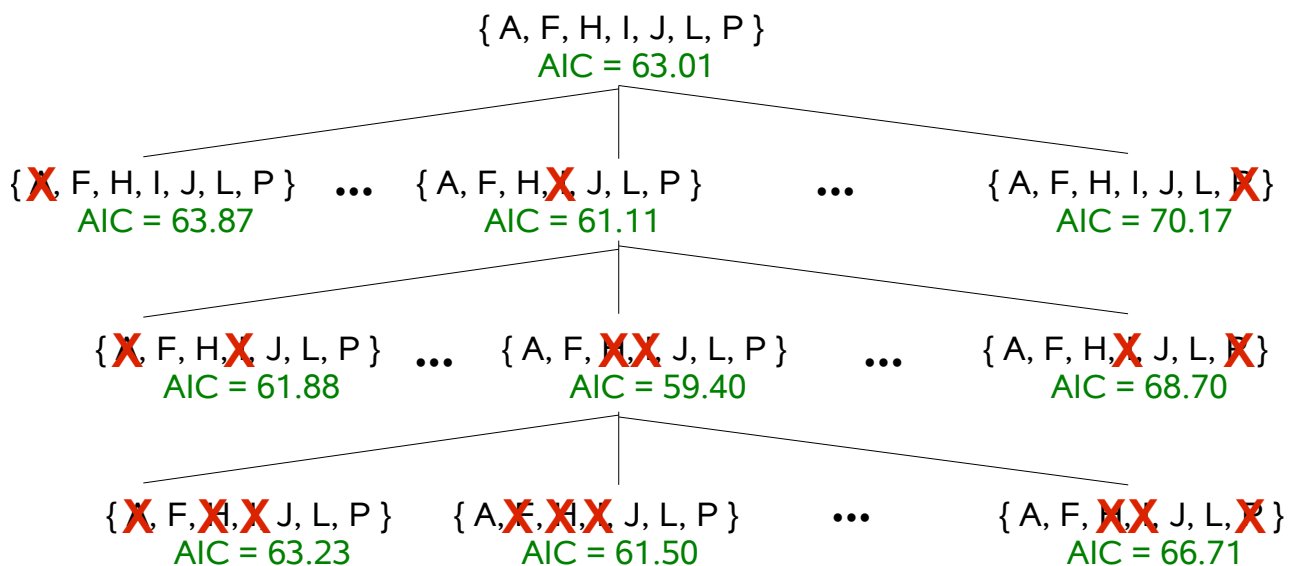 { A, F, H, I, J, L, P }
AIC = 63.01
{ A, F, H, I, J, L, P } ... { A, F, H, I, J, L, P } ... { A, F, H, I, J, L, P }
AIC = 63.87 AIC = 61.11 AIC = 70.17
{ A, F, H, I, J, L, P } ... { A, F, H, I, J, L, P } ... { A, F, H, I, J, L, P }
AIC = 61.88 AIC = 59.40 AIC = 68.70
{ A, F, H, I, J, L, P } { A, F, H, I, J, L, P } ... { A, F, H, I, J, L, P }
AIC = 63.23 AIC = 61.50 AIC = 66.71